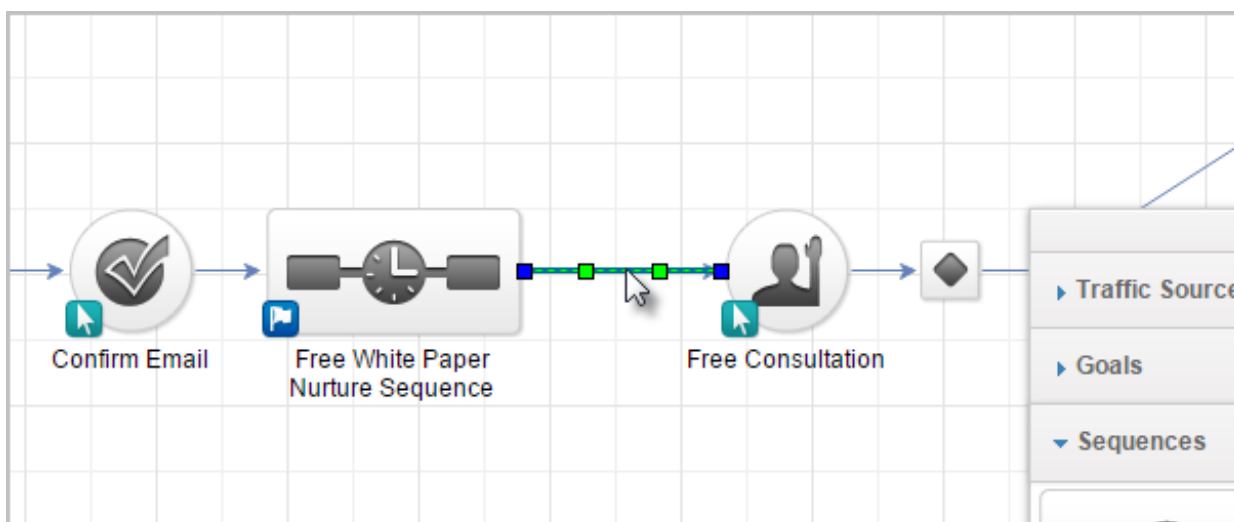 Confirm Email
Free White Paper
Nurture Sequence
Free Consultation
Traffic Source
Goals
Sequences